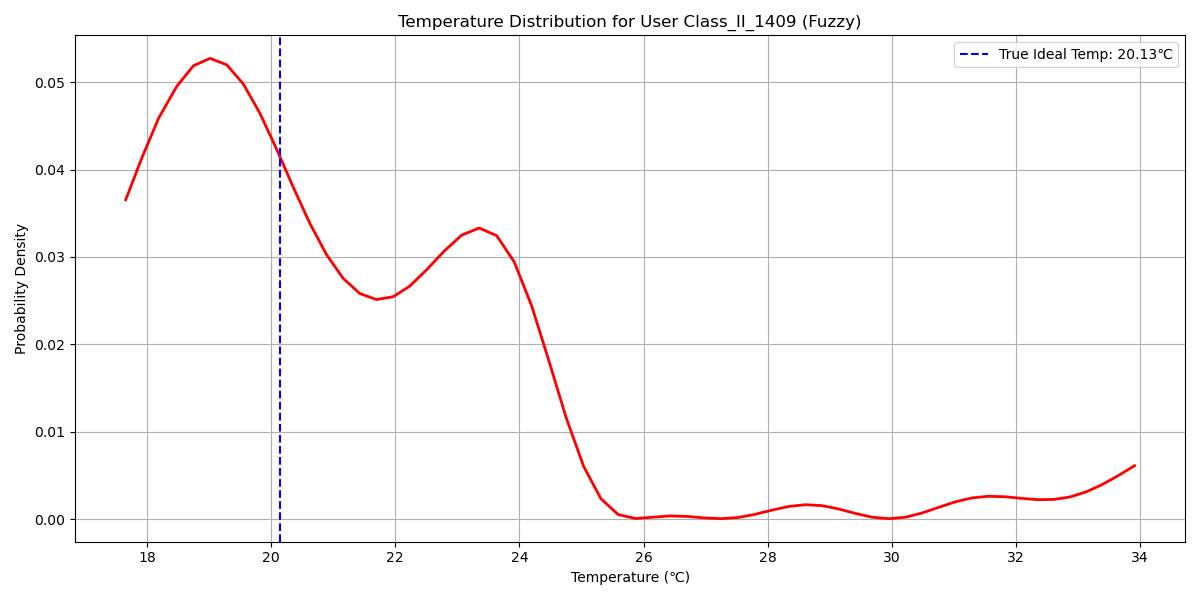 Temperature Distribution for User Class_II_1409 (Fuzzy)
True Ideal Temp: 20.13℃
Probability Density
0.05
0.04
0.03
0.02
0.01
0.00
18 20 22 24 26 28 30 32 34
Temperature (℃)